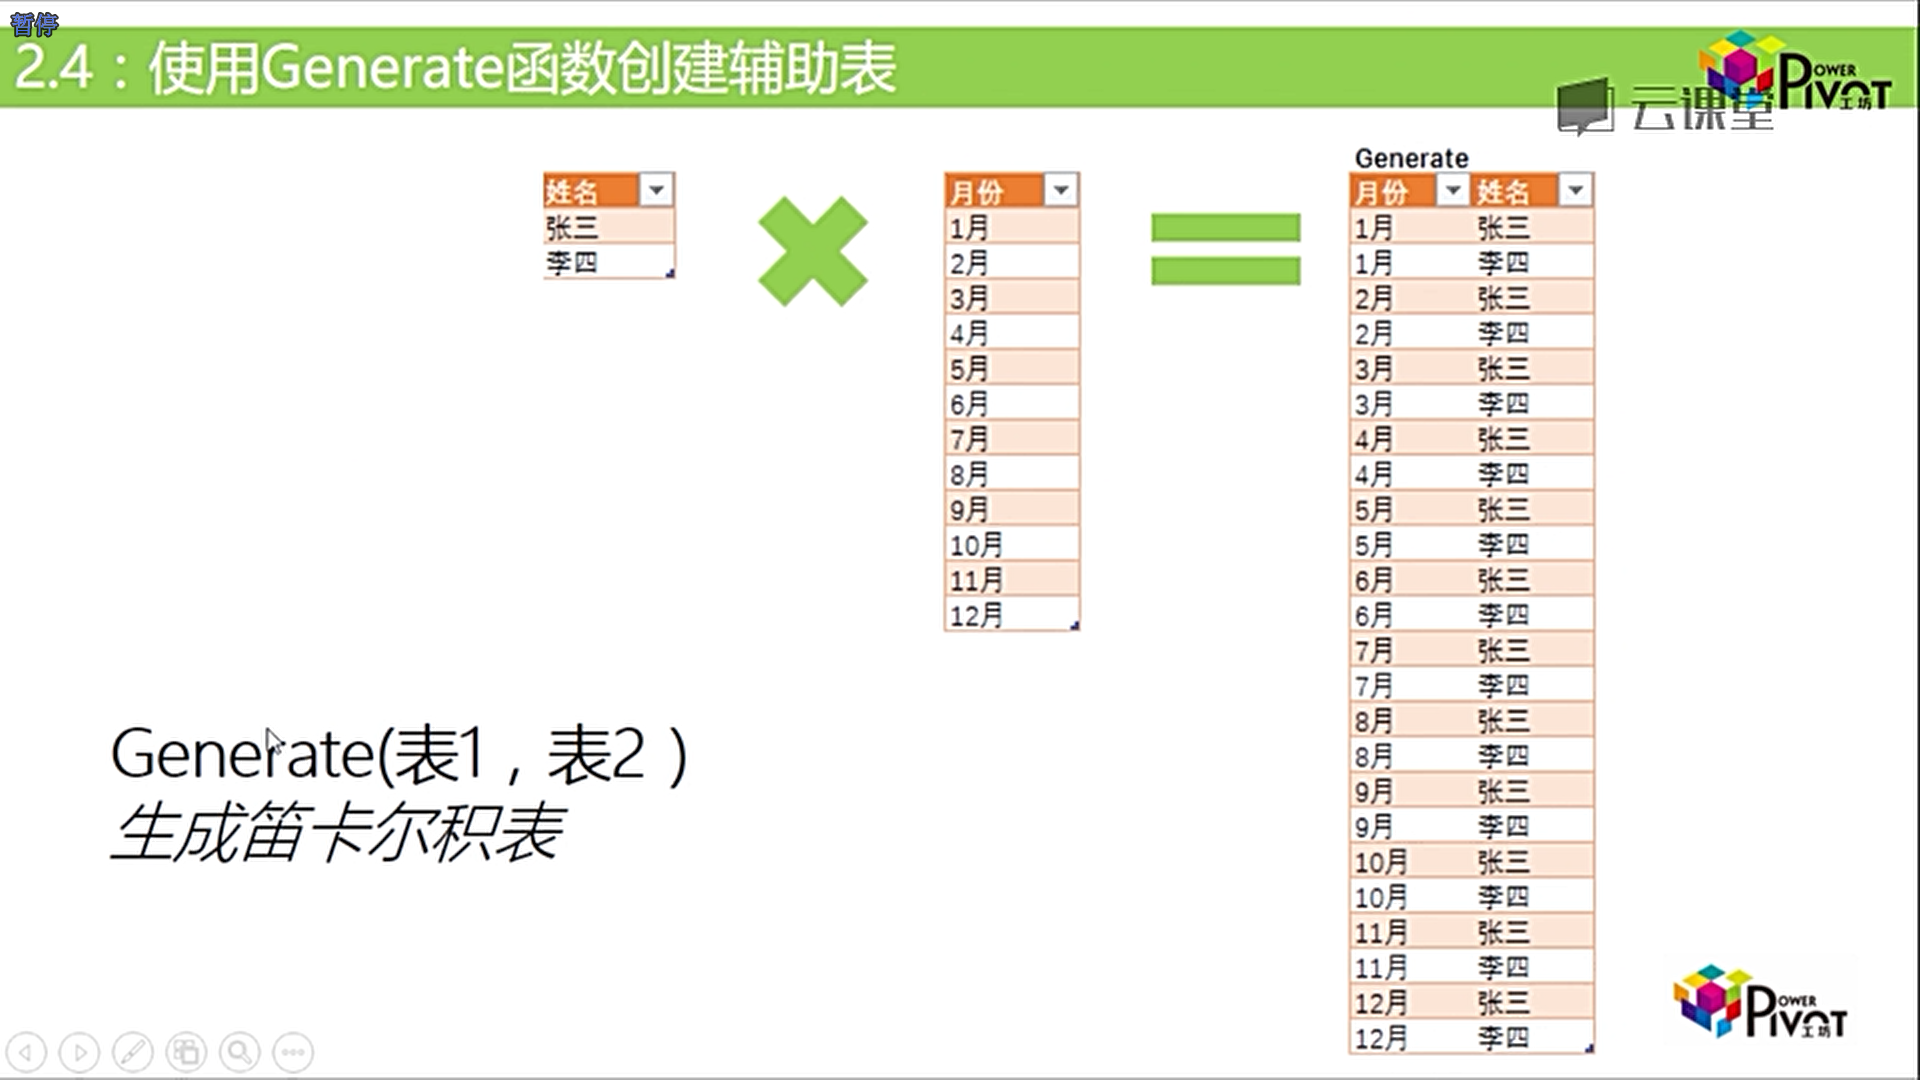 暂停
2.4：使用Generate函数创建辅助表
POWER
PIVOT
工坊
云课堂
姓名
张三
李四
月份
1月
2月
3月
4月
5月
6月
7月
8月
9月
10月
11月
12月
Generate
月份 姓名
1月 张三
1月 李四
2月 张三
2月 李四
3月 张三
3月 李四
4月 张三
4月 李四
5月 张三
5月 李四
6月 张三
6月 李四
7月 张三
7月 李四
8月 张三
8月 李四
9月 张三
9月 李四
10月 张三
10月 李四
11月 张三
11月 李四
12月 张三
12月 李四
Generate(表1，表2）
生成笛卡尔积表
POWER
PIVOT
工坊